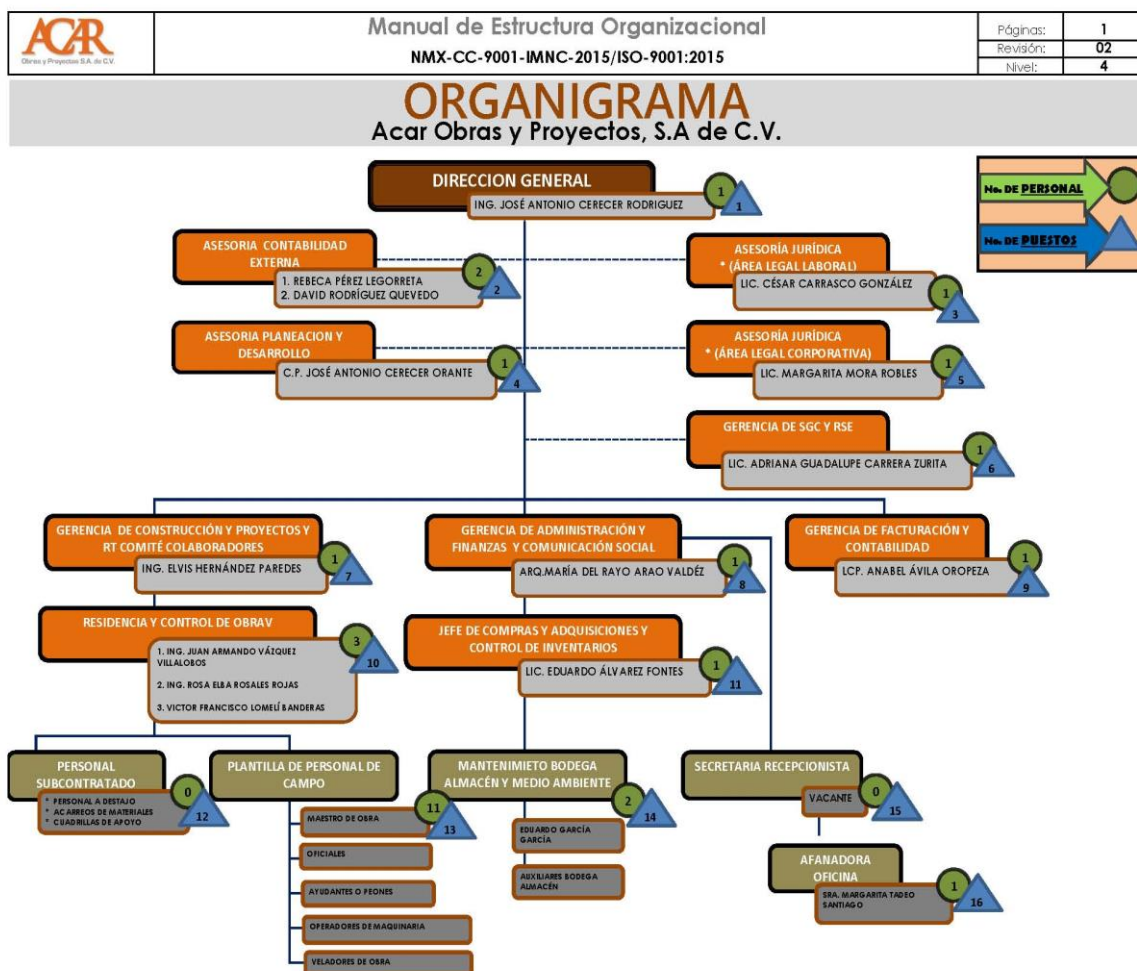 ACAR
Obras y Proyectos S.A. de C.V.
Manual de Estructura Organizacional
NMX-CC-9001-IMNC-2015/ISO-9001:2015
Páginas: 1
Revisión: 02
Nivel: 4
ORGANIGRAMA
Acar Obras y Proyectos, S.A de C.V.
No. DE PERSONAL
No. DE PUESTOS
DIRECCION GENERAL
ING. JOSÉ ANTONIO CERECER RODRIGUEZ
1
1
ASESORIA CONTABILIDAD
EXTERNA
1. REBECA PÉREZ LEGORRETA
2. DAVID RODRÍGUEZ QUEVEDO
2
2
ASESORÍA JURÍDICA
* (ÁREA LEGAL LABORAL)
LIC. CÉSAR CARRASCO GONZÁLEZ
1
3
ASESORIA PLANEACION Y
DESARROLLO
C.P. JOSÉ ANTONIO CERECER ORANTE
1
4
ASESORÍA JURÍDICA
* (ÁREA LEGAL CORPORATIVA)
LIC. MARGARITA MORA ROBLES
1
5
GERENCIA DE SGC Y RSE
LIC. ADRIANA GUADALUPE CARRERA ZURITA
1
6
GERENCIA DE CONSTRUCCIÓN Y PROYECTOS Y
RT COMITÉ COLABORADORES
ING. ELVIS HERNÁNDEZ PAREDES
1
7
GERENCIA DE ADMINISTRACIÓN Y
FINANZAS Y COMUNICACIÓN SOCIAL
ARQ.MARÍA DEL RAYO ARAO VALDÉZ
1
8
GERENCIA DE FACTURACIÓN Y
CONTABILIDAD
LCP. ANABEL ÁVILA OROPEZA
1
9
RESIDENCIA Y CONTROL DE OBRAV
1. ING. JUAN ARMANDO VÁZQUEZ
VILLALOBOS
2. ING. ROSA ELBA ROSALES ROJAS
3. VICTOR FRANCISCO LOMELÍ BANDERAS
3
10
JEFE DE COMPRAS Y ADQUISICIONES Y
CONTROL DE INVENTARIOS
LIC. EDUARDO ÁLVAREZ FONTES
1
11
PERSONAL
SUBCONTRATADO
* PERSONAL A DESTAJO
* ACARREOS DE MATERIALES
* CUADRILLAS DE APOYO
0
12
PLANTILLA DE PERSONAL DE
CAMPO
MAESTRO DE OBRA
11
13
OFICIALES
AYUDANTES O PEONES
OPERADORES DE MAQUINARIA
VELADORES DE OBRA
MANTENIMIETO BODEGA
ALMACÉN Y MEDIO AMBIENTE
2
14
EDUARDO GARCÍA
GARCÍA
AUXILIARES BODEGA
ALMACÉN
SECRETARIA RECEPCIONISTA
VACANTE
0
15
AFANADORA
OFICINA
SRA. MARGARITA TADEO
SANTIAGO
1
16